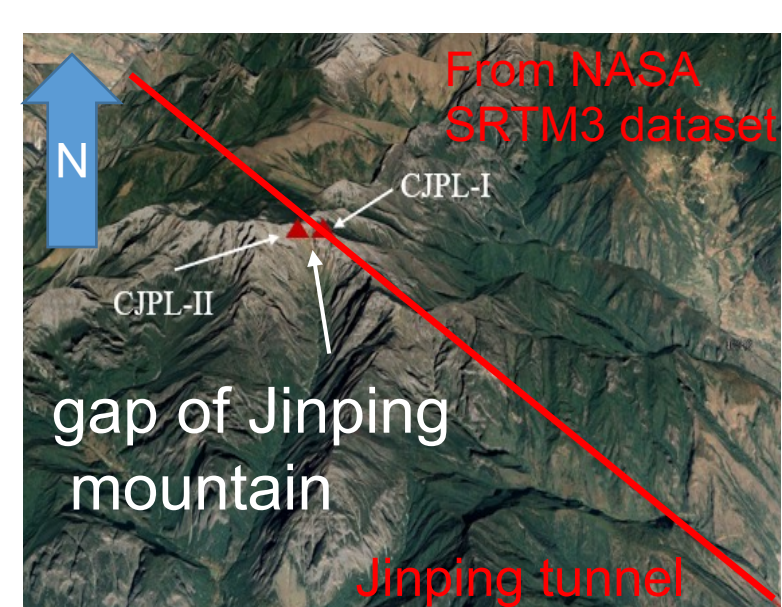 From NASA
SRTM3 dataset
N
CJPL-I
CJPL-II
gap of Jinping
mountain
Jinping tunnel